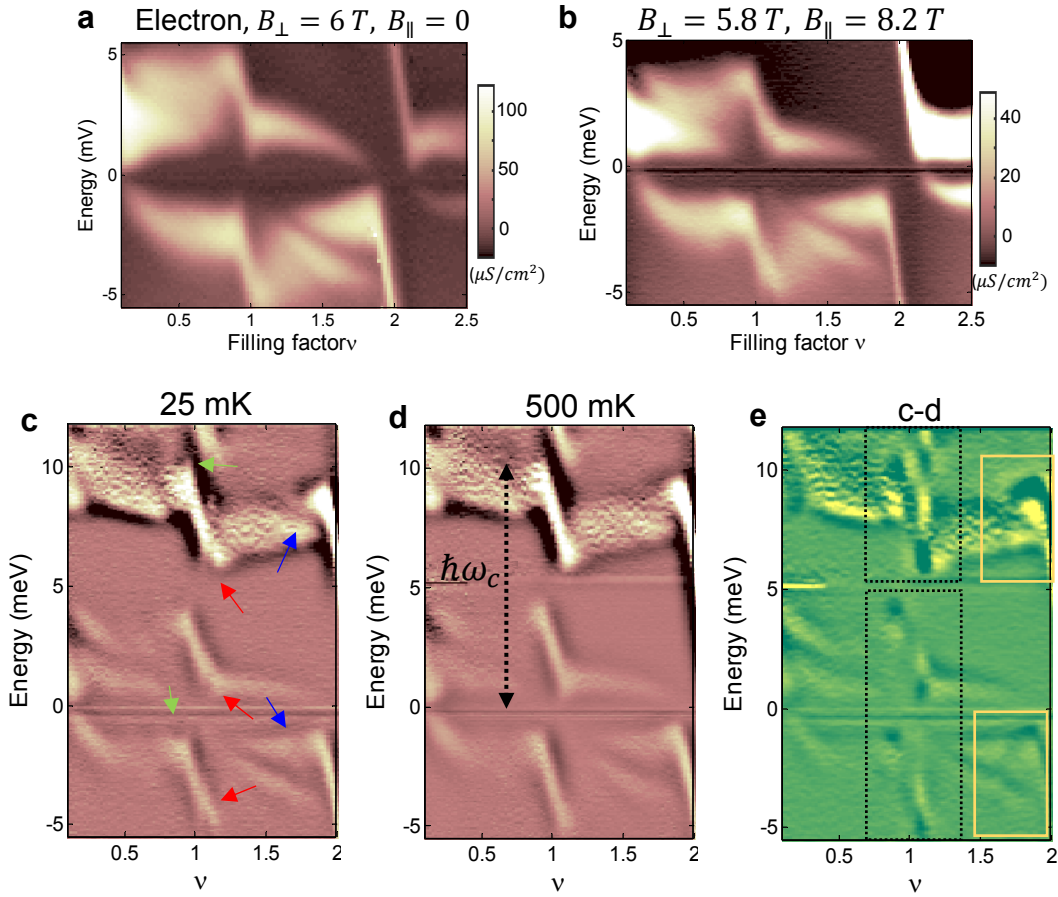 a Electron, B⊥ = 6 T, B∥ = 0
5
0
-5
Energy (mV)
0.5 1 1.5 2 2.5
Filling factorν
100
50
0
(μS/cm²)
b B⊥ = 5.8 T, B∥ = 8.2 T
5
0
-5
Energy (meV)
0.5 1 1.5 2 2.5
Filling factor ν
40
20
0
(μS/cm²)
c 25 mK
10
5
0
-5
Energy (meV)
0.5 1 1.5 2
ν
d 500 mK
10
5
0
-5
Energy (meV)
ℏω𝑐
0.5 1 1.5 2
ν
e c-d
10
5
0
-5
Energy (meV)
0.5 1 1.5 2
ν